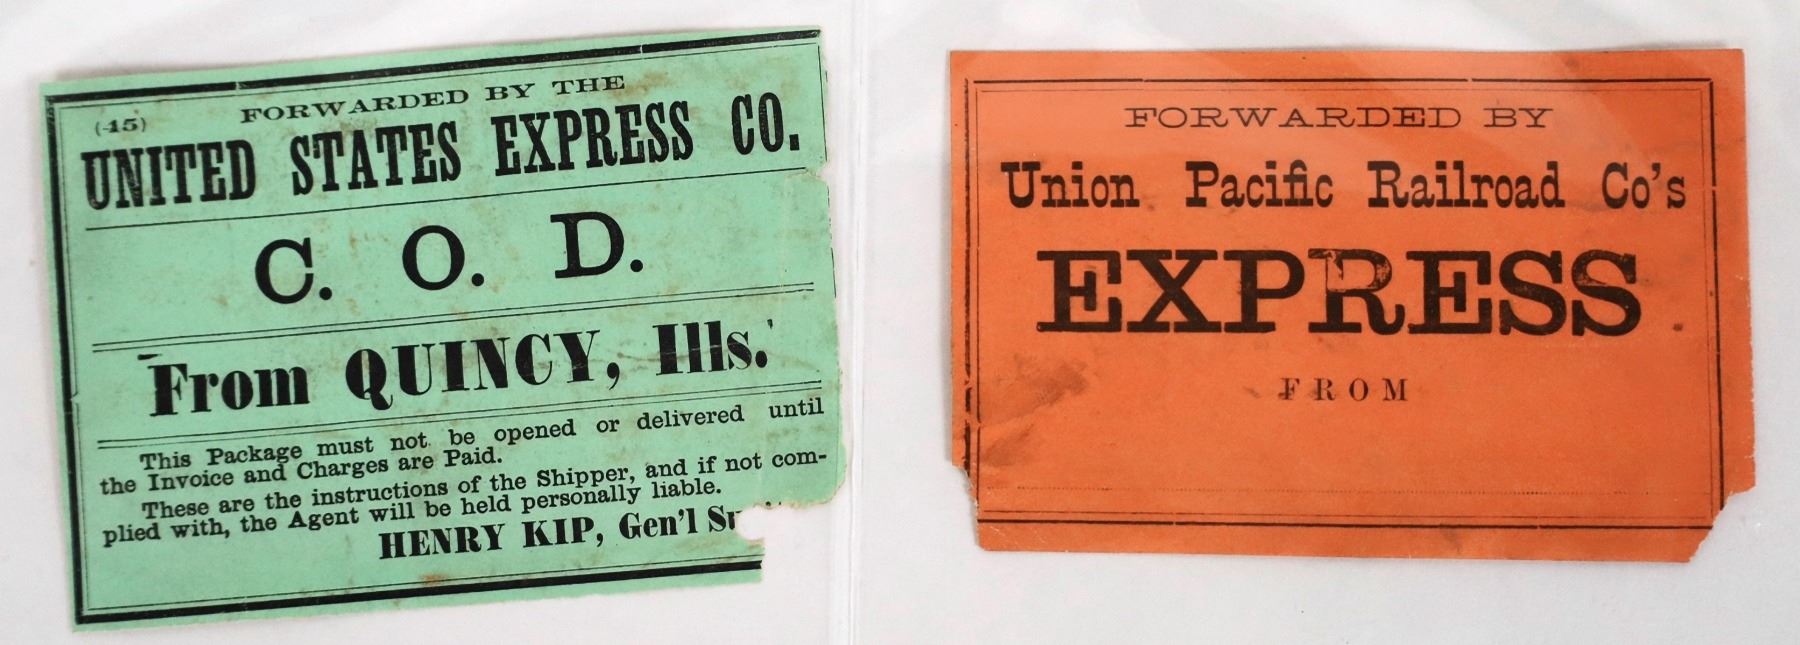 (45)
FORWARDED BY THE
UNITED STATES EXPRESS CO.
C. O. D.
From QUINCY, Ills.
This Package must not be opened or delivered until
the Invoice and Charges are Paid.
These are the instructions of the Shipper, and if not com-
plied with, the Agent will be held personally liable.
HENRY KIP, Gen'l
FORWARDED BY
Union Pacific Railroad Co's
EXPRESS
FROM